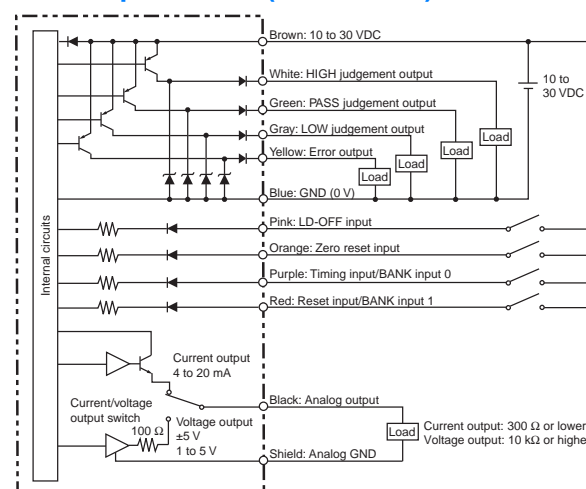 Brown: 10 to 30 VDC
White: HIGH judgement output
10 to
30 VDC
Green: PASS judgement output
Gray: LOW judgement output
Load
Load
Yellow: Error output
Load
Load
Blue: GND (0 V)
Internal circuits
Pink: LD-OFF input
Orange: Zero reset input
Purple: Timing input/BANK input 0
Red: Reset input/BANK input 1
Current output
4 to 20 mA
Current/voltage
output switch
Black: Analog output
100 Ω
Voltage output
±5 V
1 to 5 V
Load
Current output: 300 Ω or lower
Voltage output: 10 kΩ or highe
Shield: Analog GND